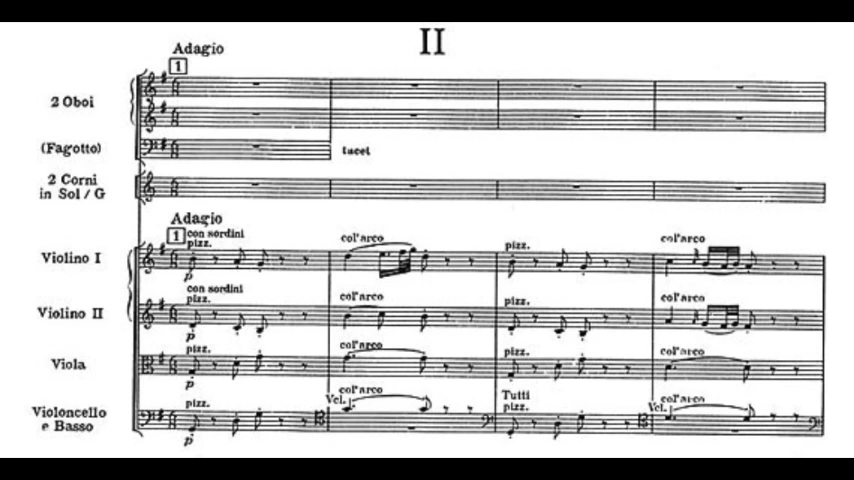 II
Adagio
1
2 Oboi
(Fagotto)
tacet
2 Corni
in Sol / G
Adagio
1
con sordini
pizz.
col'arco
pizz.
col'arco
Violino I
p
con sordini
pizz.
col'arco
pizz.
col'arco
Violino II
p
pizz.
col'arco
pizz.
col'arco
Viola
p
pizz.
col'arco
Vcl.
Tutti
pizz.
col'arco
Vcl.
Violoncello
e Basso
p